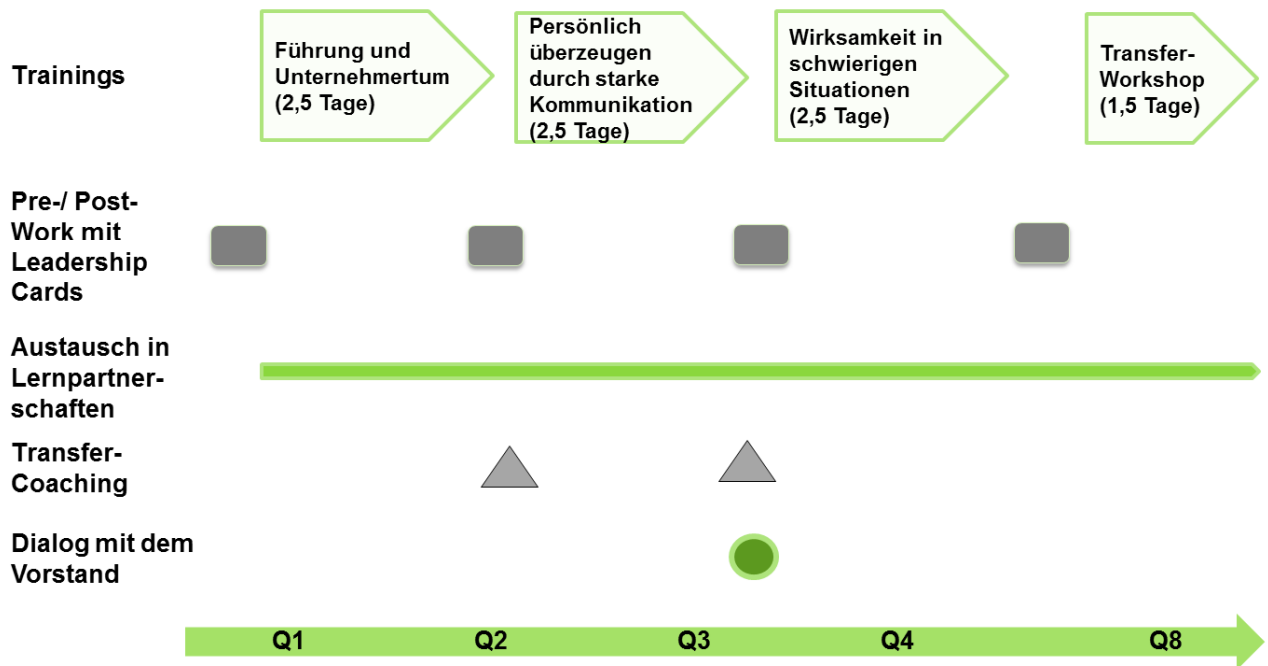 Trainings
Führung und
Unternehmertum
(2,5 Tage)
Persönlich
überzeugen
durch starke
Kommunikation
(2,5 Tage)
Wirksamkeit in
schwierigen
Situationen
(2,5 Tage)
Transfer-
Workshop
(1,5 Tage)
Pre-/ Post-
Work mit
Leadership
Cards
Austausch in
Lernpartner-
schaften
Transfer-
Coaching
Dialog mit dem
Vorstand
Q1
Q2
Q3
Q4
Q8